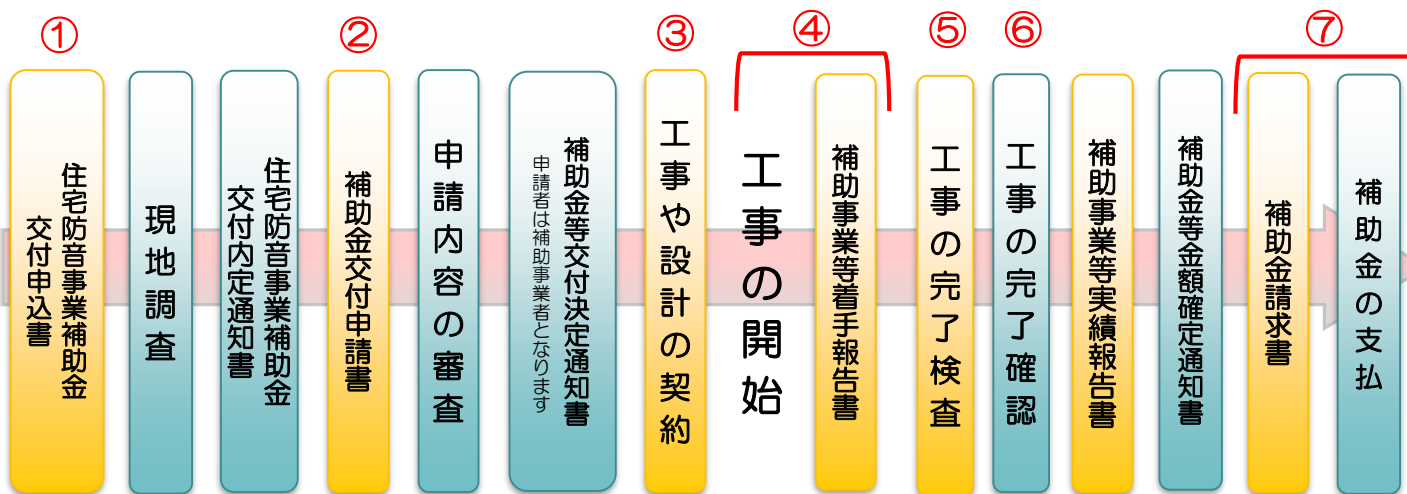 ①
住宅防音事業補助金
交付申込書
現地調査
住宅防音事業補助金
交付内定通知書
②
補助金交付申請書
申請内容の審査
補助金等交付決定通知書
申請者は補助事業者となります
③
工事や設計の契約
④
工事の開始
補助事業等着手報告書
⑤
工事の完了検査
⑥
工事の完了確認
補助事業等実績報告書
補助金等金額確定通知書
⑦
補助金請求書
補助金の支払